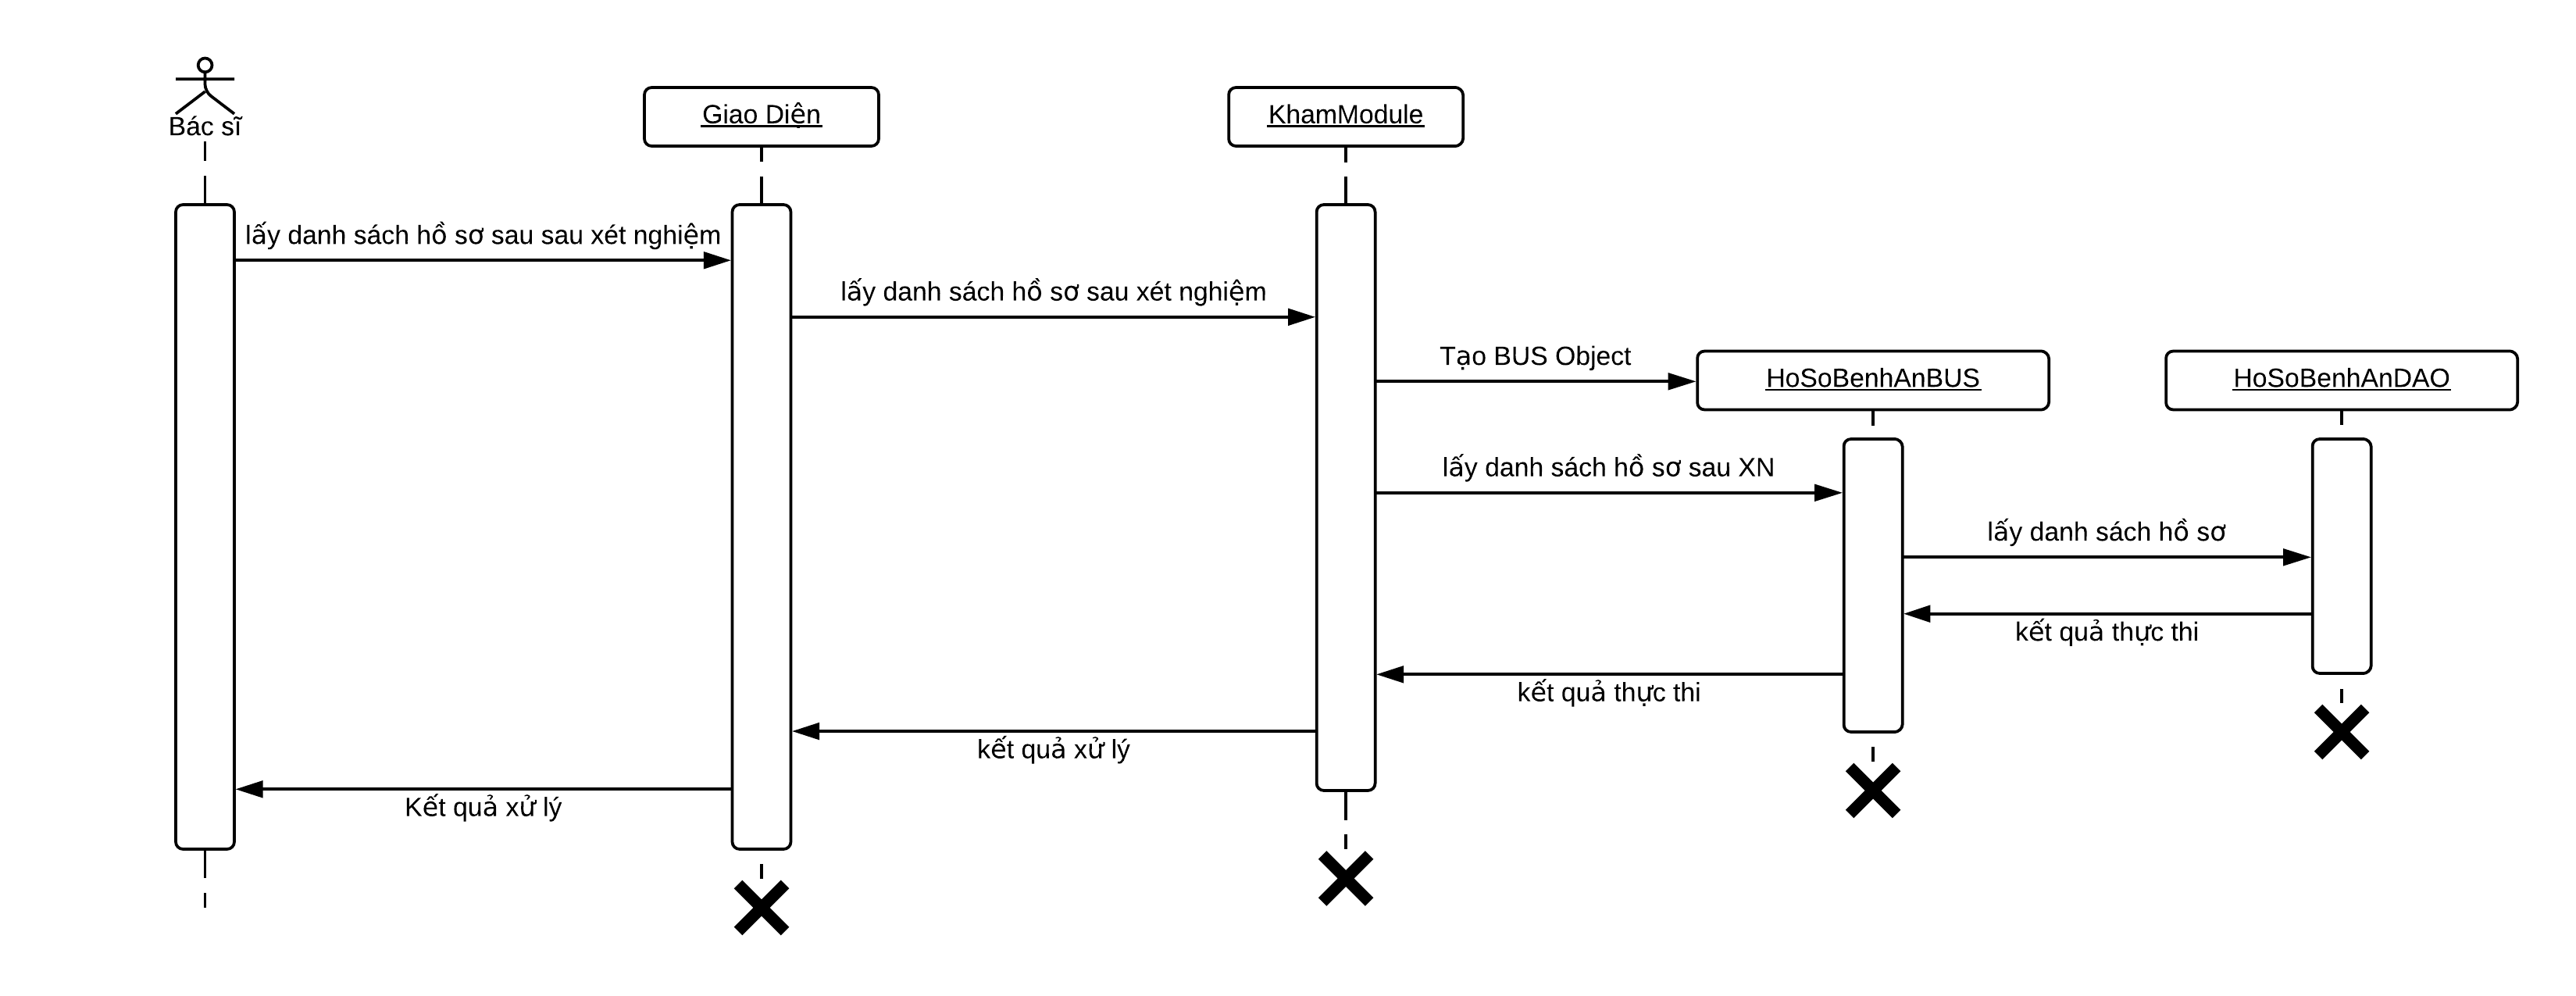 Bác sĩ
Giao Diện
KhamModule
lấy danh sách hồ sơ sau sau xét nghiệm
lấy danh sách hồ sơ sau xét nghiệm
Tạo BUS Object
HoSoBenhAnBUS
HoSoBenhAnDAO
lấy danh sách hồ sơ sau XN
lấy danh sách hồ sơ
kết quả thực thi
kết quả thực thi
kết quả xử lý
Kết quả xử lý